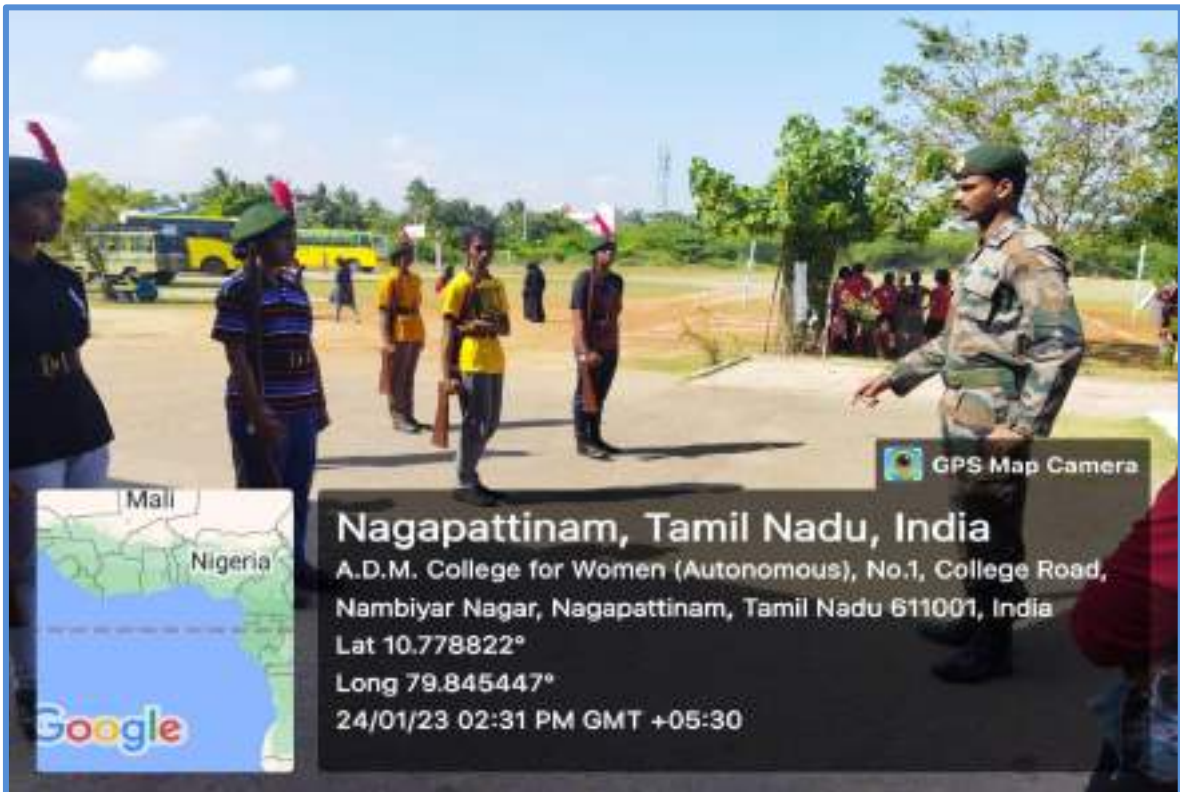 GPS Map Camera
Mali
Nigeria
Google
Nagapattinam, Tamil Nadu, India
A.D.M. College for Women (Autonomous), No.1, College Road,
Nambiyar Nagar, Nagapattinam, Tamil Nadu 611001, India
Lat 10.778822°
Long 79.845447°
24/01/23 02:31 PM GMT +05:30